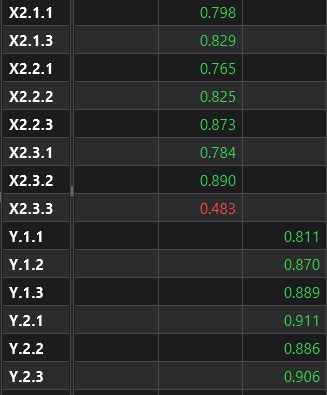 X2.1.1 0.798
X2.1.3 0.829
X2.2.1 0.765
X2.2.2 0.825
X2.2.3 0.873
X2.3.1 0.784
X2.3.2 0.890
X2.3.3 0.483
Y.1.1 0.811
Y.1.2 0.870
Y.1.3 0.889
Y.2.1 0.911
Y.2.2 0.886
Y.2.3 0.906